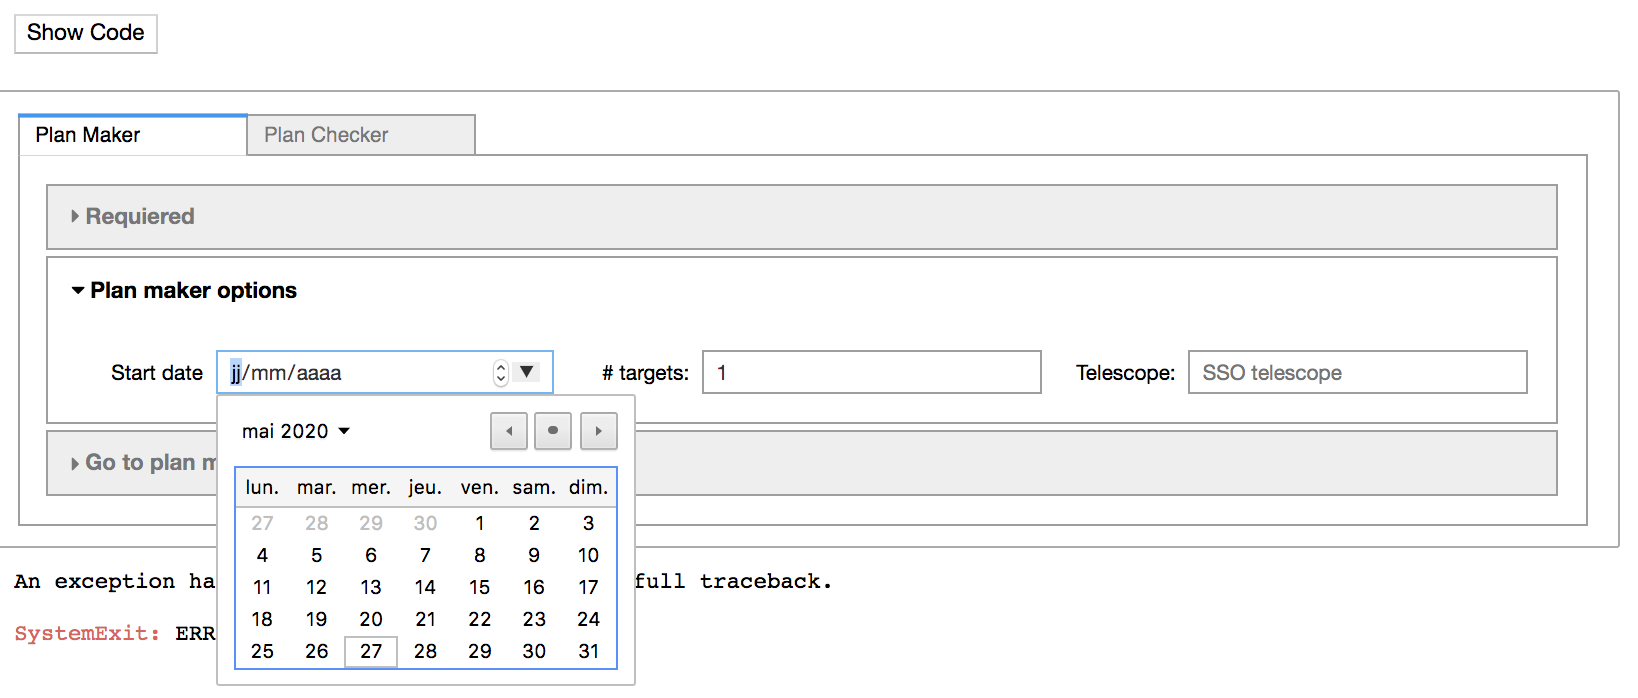 Show Code
Plan Maker Plan Checker
Requiered
Plan maker options
Start date jj/mm/aaaa # targets: 1 Telescope: SSO telescope
mai 2020
Go to plan
lun. mar. mer. jeu. ven. sam. dim.
27 28 29 30 1 2 3
4 5 6 7 8 9 10
11 12 13 14 15 16 17
18 19 20 21 22 23 24
25 26 27 28 29 30 31
An exception ha full traceback.
SystemExit: ERR